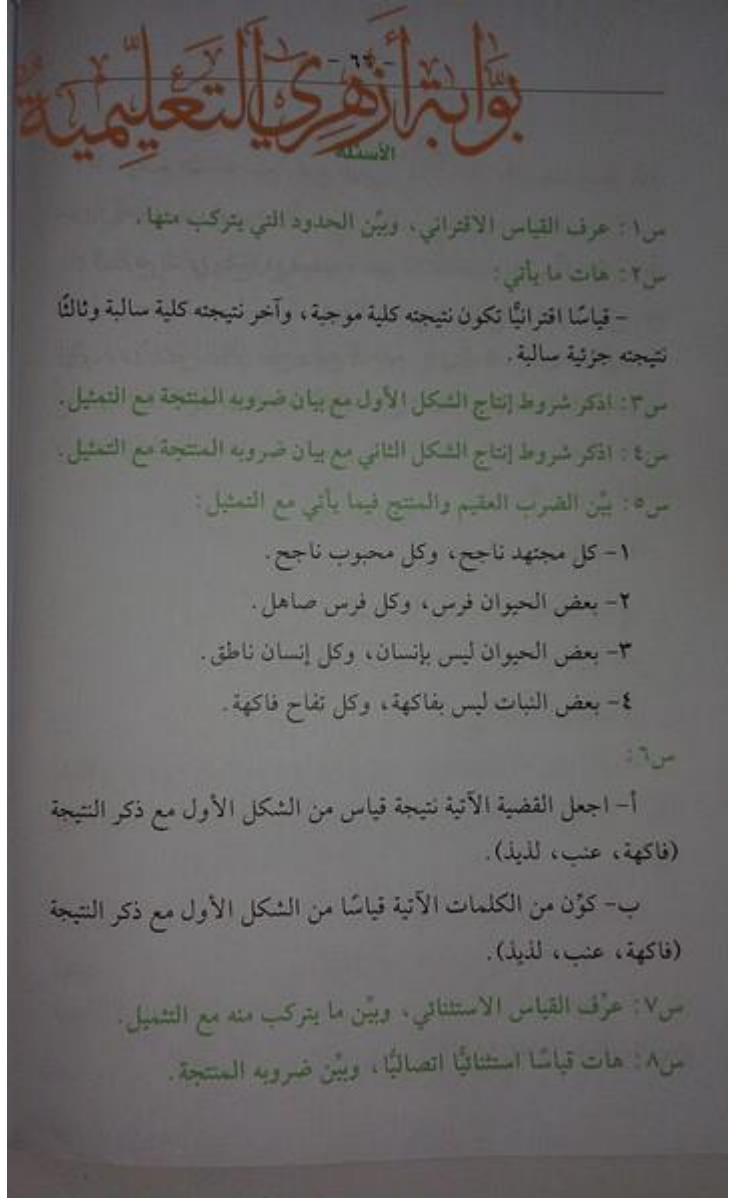 - ٦٦ -
بوابة أزهري التعليمية
الأسئلة
س١: عرف القياس الاقتراني، وبيِّن الحدود التي يتركب منها.
س٢: هات ما يأتي:
- قياسًا اقترانيًّا تكون نتيجته كلية موجبة، وآخر نتيجته كلية سالبة وثالثًا
نتيجته جزئية سالبة.
س٣: اذكر شروط إنتاج الشكل الأول مع بيان ضروبه المنتجة مع التمثيل.
س٤: اذكر شروط إنتاج الشكل الثاني مع بيان ضروبه المنتجة مع التمثيل.
س٥: بيِّن الضرب العقيم والمنتج فيما يأتي مع التمثيل:
١- كل مجتهد ناجح، وكل محبوب ناجح.
٢- بعض الحيوان فرس، وكل فرس صاهل.
٣- بعض الحيوان ليس بإنسان، وكل إنسان ناطق.
٤- بعض النبات ليس بفاكهة، وكل تفاح فاكهة.
س٦:
أ- اجعل القضية الآتية نتيجة قياس من الشكل الأول مع ذكر النتيجة
(فاكهة، عنب، لذيذ).
ب- كوِّن من الكلمات الآتية قياسًا من الشكل الأول مع ذكر النتيجة
(فاكهة، عنب، لذيذ).
س٧: عرِّف القياس الاستثنائي، وبيِّن ما يتركب منه مع التمثيل.
س٨: هات قياسًا استثنائيًّا اتصاليًّا، وبيِّن ضروبه المنتجة.